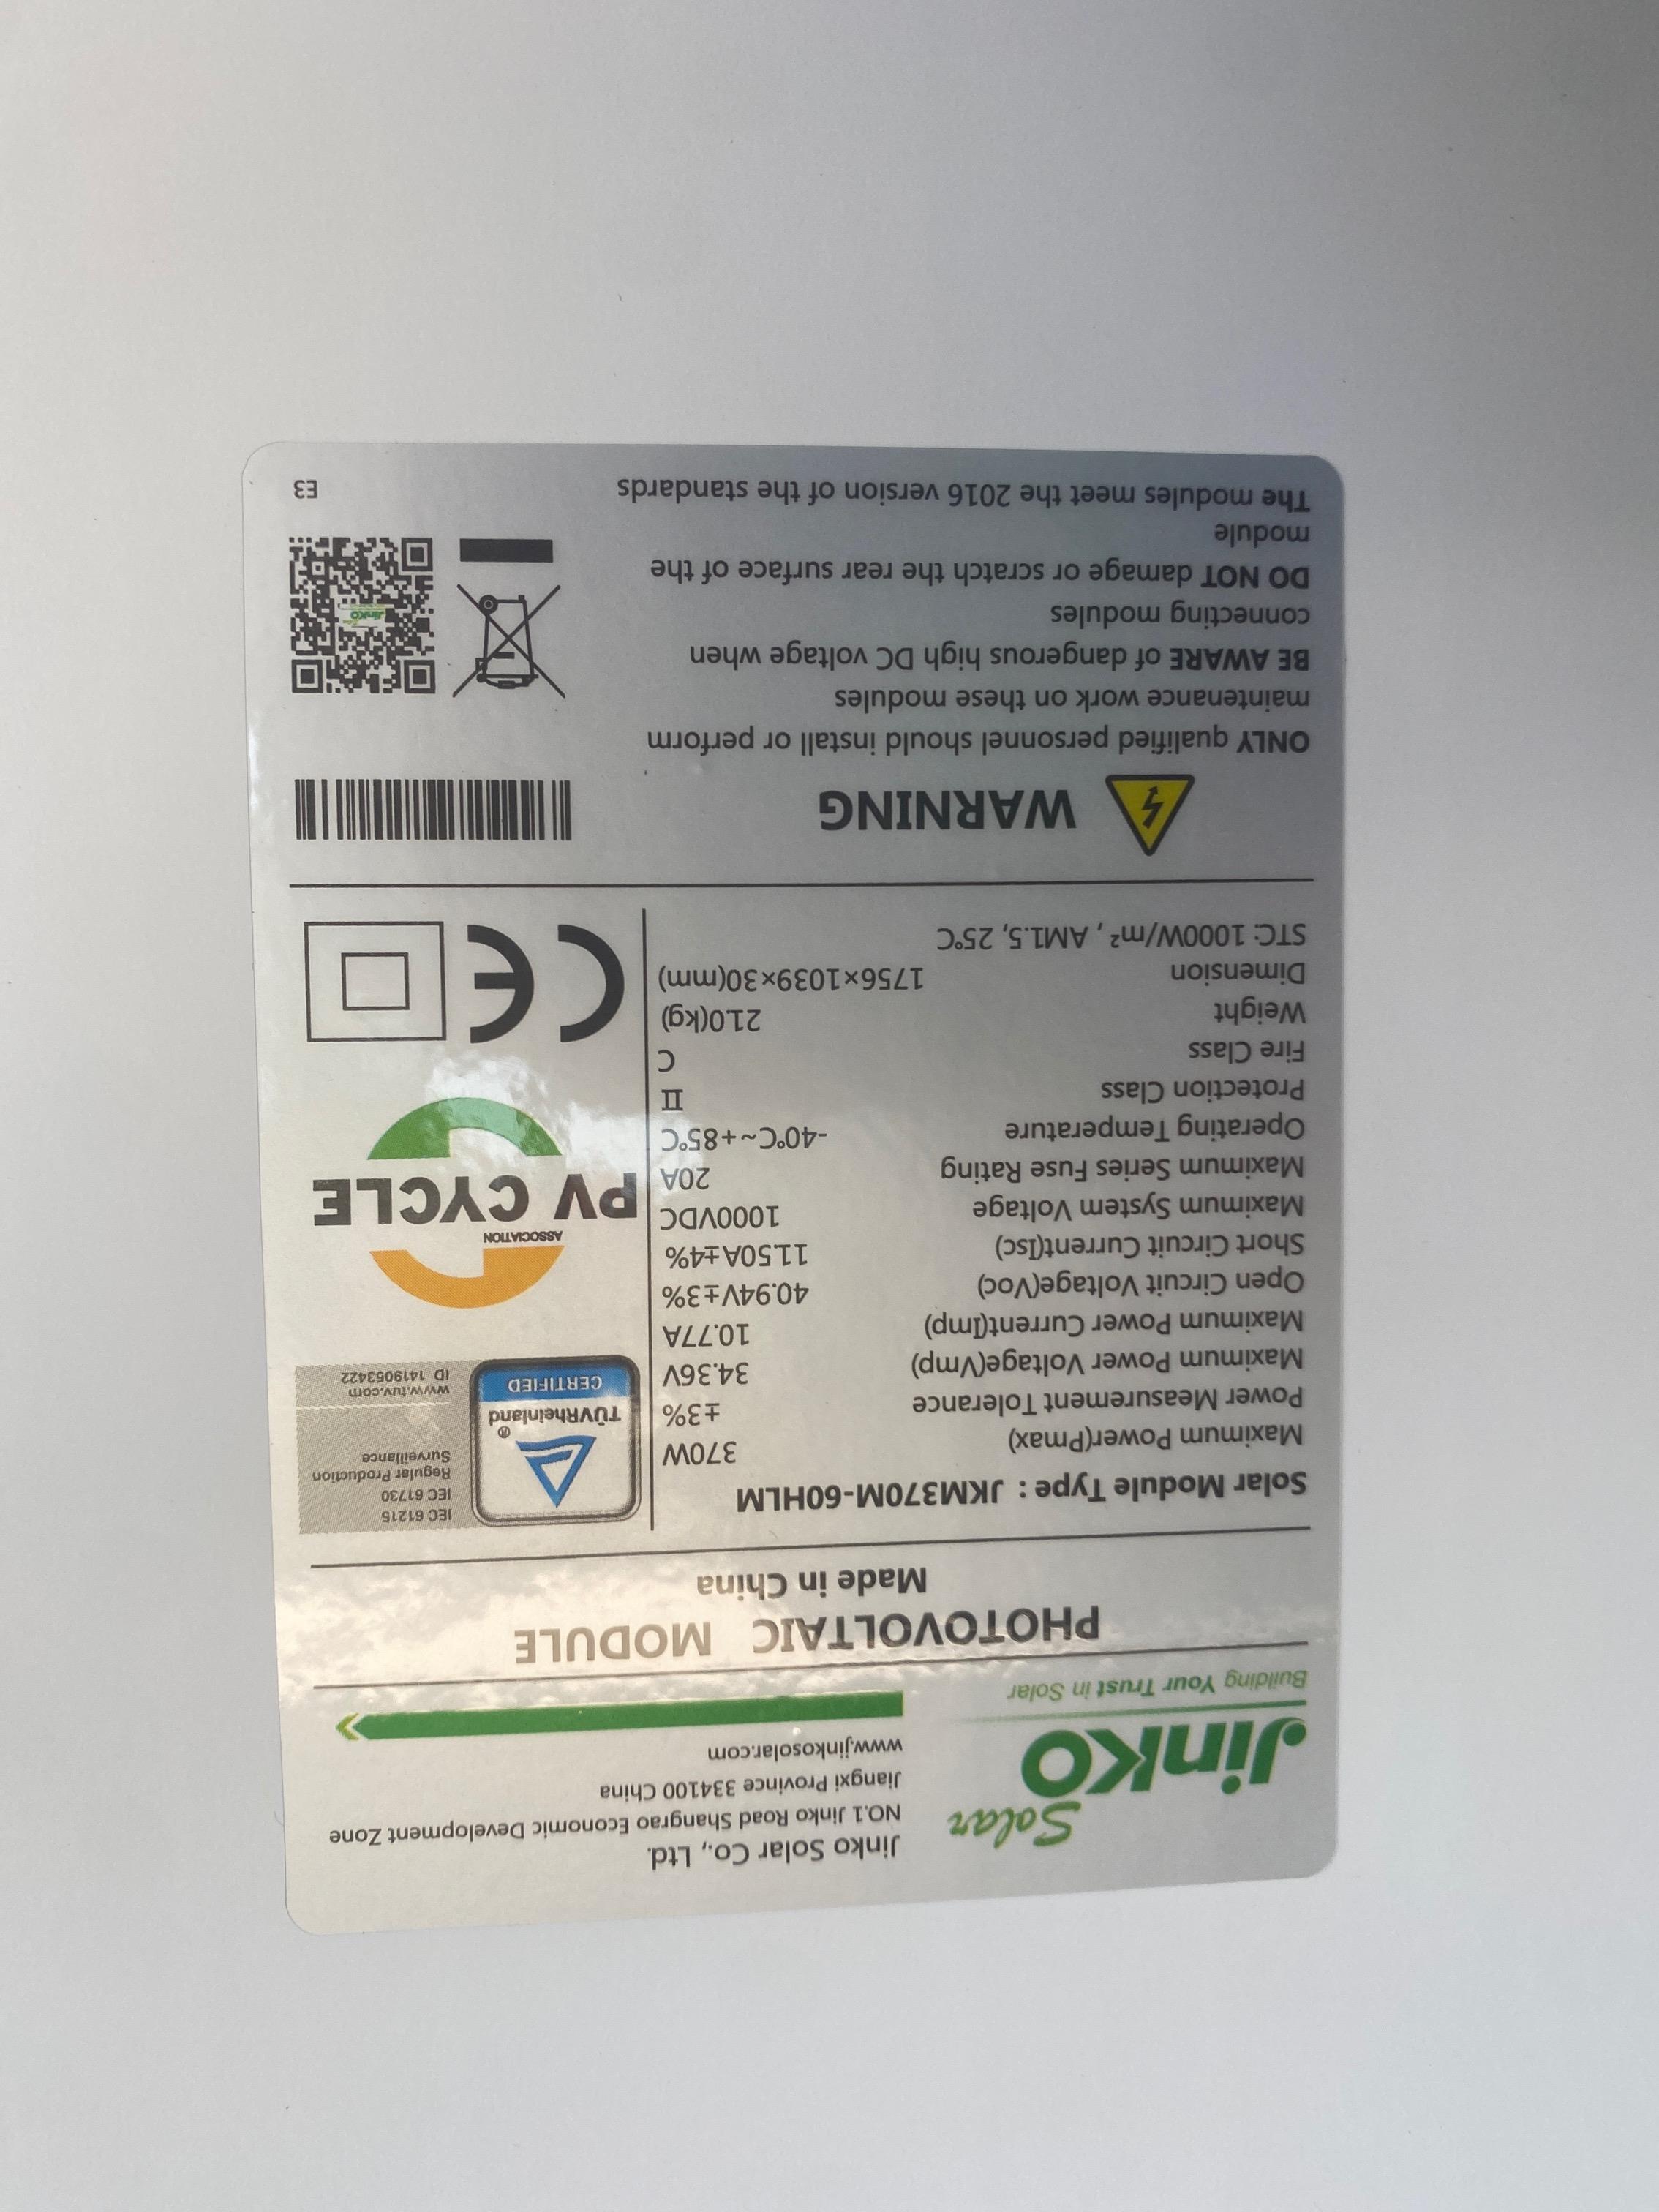 Solar
JinKO
Building Your Trust in Solar
Jinko Solar Co., Ltd.
NO.1 Jinko Road Shangrao Economic Development Zone
Jiangxi Province 334100 China
www.jinkosolar.com
PHOTOVOLTAIC MODULE
Made in China
Solar Module Type : JKM370M-60HLM
Maximum Power(Pmax) 370W
Power Measurement Tolerance ±3%
Maximum Power Voltage(Vmp) 34.36V
Maximum Power Current(Imp) 10.77A
Open Circuit Voltage(Voc) 40.94V±3%
Short Circuit Current(Isc) 11.50A±4%
Maximum System Voltage 1000VDC
Maximum Series Fuse Rating 20A
Operating Temperature -40℃~+85℃
Protection Class II
Fire Class C
Weight 21.0(kg)
Dimension 1756×1039×30(mm)
STC: 1000W/m², AM1.5, 25℃
TÜVRheinland®
CERTIFIED
IEC 61215
IEC 61730
Regular Production
Surveillance
www.tuv.com
ID 1419053422
ASSOCIATION
PV CYCLE
CE
WARNING
ONLY qualified personnel should install or perform
maintenance work on these modules
BE AWARE of dangerous high DC voltage when
connecting modules
DO NOT damage or scratch the rear surface of the
module
The modules meet the 2016 version of the standards
JinKO
E3